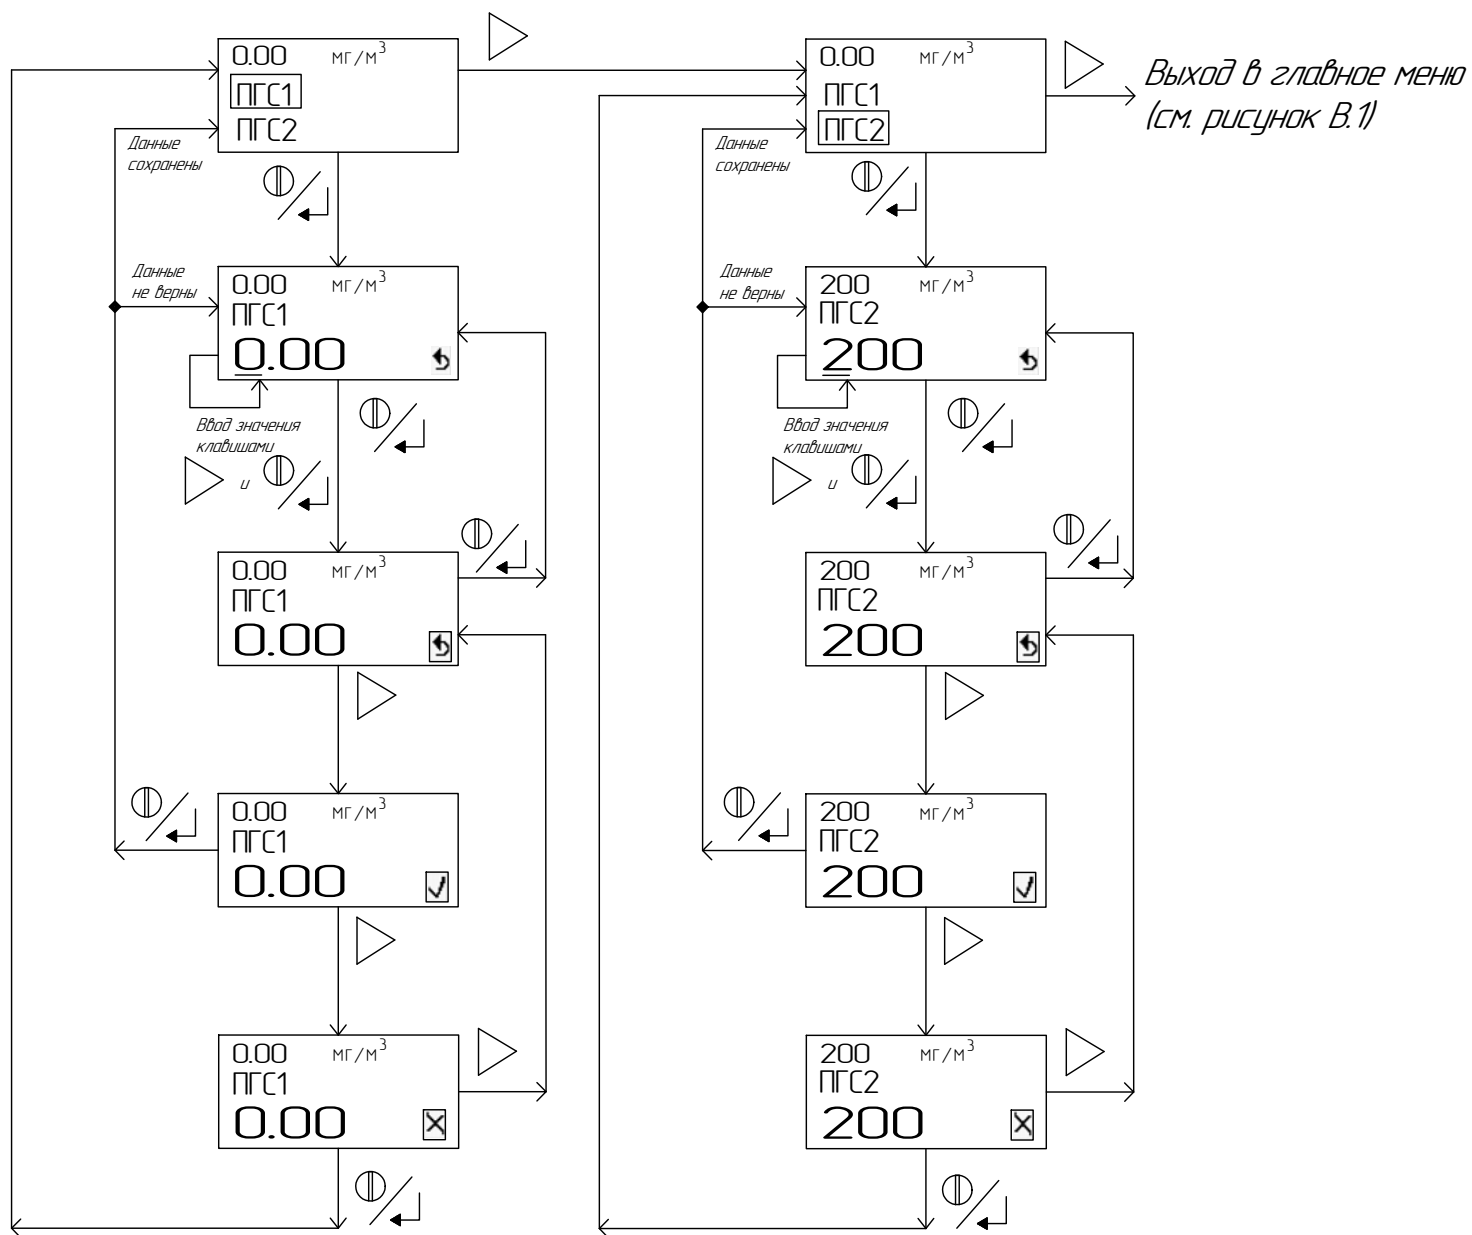 0.00 мг/м³
ПГС1
ПГС2
0.00 мг/м³
ПГС1
ПГС2
Выход в главное меню
(см. рисунок В.1)
Данные
сохранены
Данные
сохранены
Данные
не верны
0.00 мг/м³
ПГС1
0.00
Данные
не верны
200 мг/м³
ПГС2
200
Ввод значения
клавишами
и
Ввод значения
клавишами
и
0.00 мг/м³
ПГС1
0.00
200 мг/м³
ПГС2
200
0.00 мг/м³
ПГС1
0.00
200 мг/м³
ПГС2
200
0.00 мг/м³
ПГС1
0.00
200 мг/м³
ПГС2
200